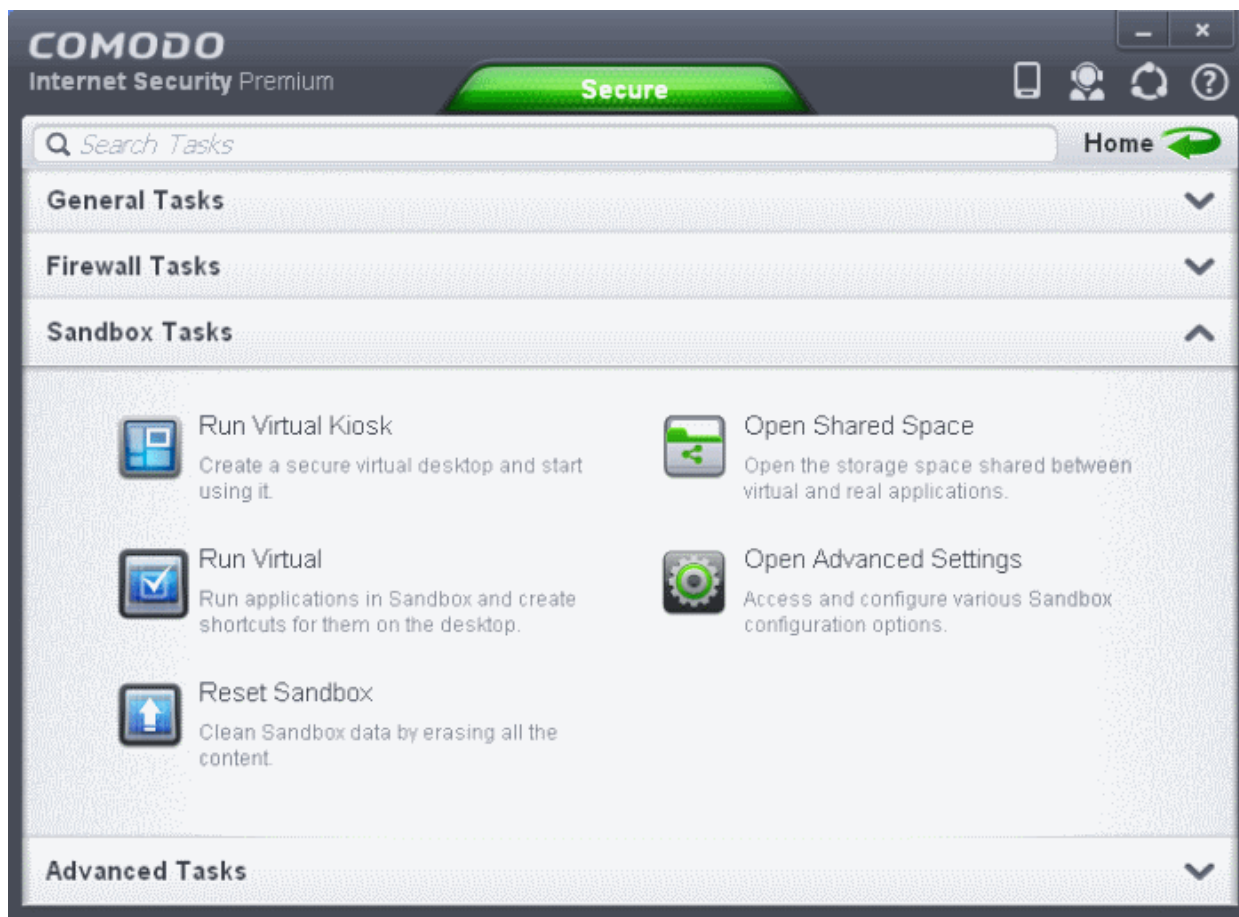 COMODO
Internet Security Premium
Secure
Search Tasks
Home
General Tasks
Firewall Tasks
Sandbox Tasks
Run Virtual Kiosk
Create a secure virtual desktop and start
using it.
Open Shared Space
Open the storage space shared between
virtual and real applications.
Run Virtual
Run applications in Sandbox and create
shortcuts for them on the desktop.
Open Advanced Settings
Access and configure various Sandbox
configuration options.
Reset Sandbox
Clean Sandbox data by erasing all the
content.
Advanced Tasks